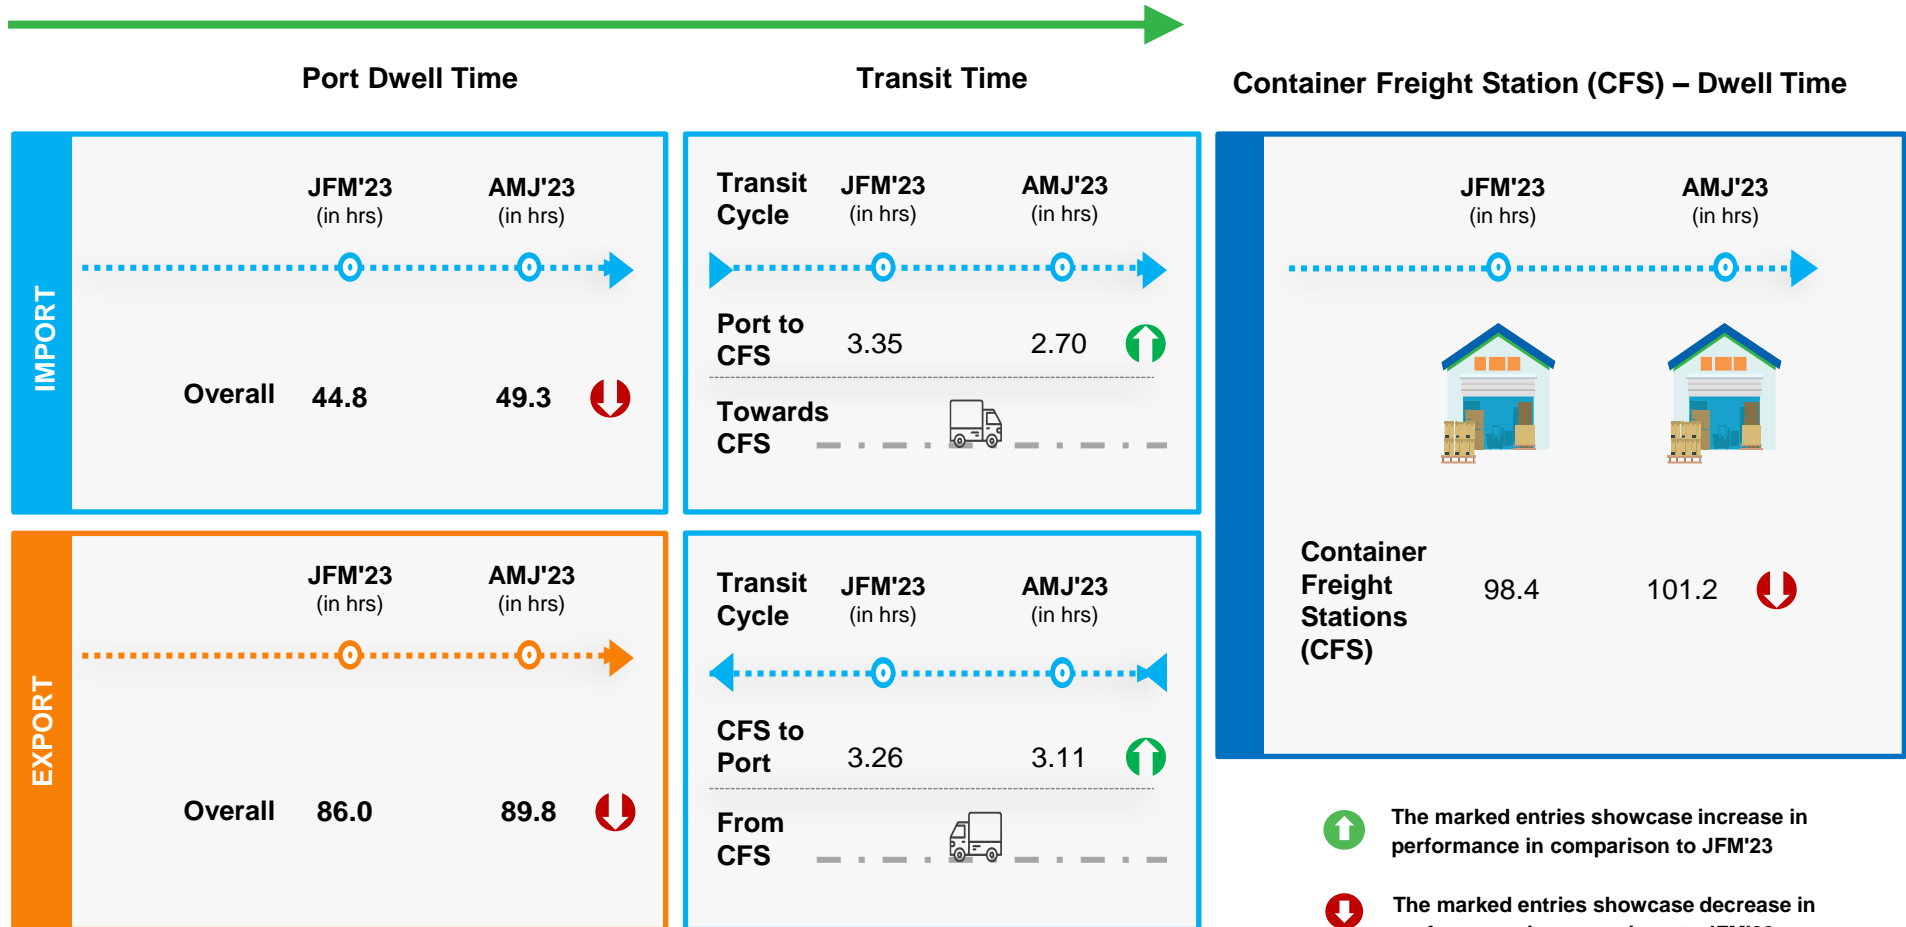 Port Dwell Time
Transit Time
Container Freight Station (CFS) – Dwell Time
IMPORT
JFM'23
(in hrs)
AMJ'23
(in hrs)
Overall 44.8 49.3
Transit
Cycle
JFM'23
(in hrs)
AMJ'23
(in hrs)
Port to
CFS
3.35 2.70
Towards
CFS
JFM'23
(in hrs)
AMJ'23
(in hrs)
Container
Freight
Stations
(CFS)
98.4 101.2
EXPORT
JFM'23
(in hrs)
AMJ'23
(in hrs)
Overall 86.0 89.8
Transit
Cycle
JFM'23
(in hrs)
AMJ'23
(in hrs)
CFS to
Port
3.26 3.11
From
CFS
The marked entries showcase increase in
performance in comparison to JFM'23
The marked entries showcase decrease in